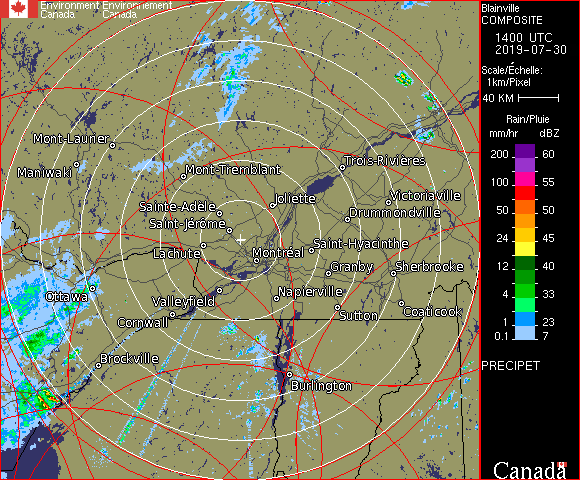 Environment Environnement
Canada Canada
Blainville
COMPOSITE
1400 UTC
2019-07-30
Scale/Échelle:
1km/Pixel
40 KM
Rain/Pluie
mm/hr dBZ
200 60
100 55
50 50
24 45
12 40
4 33
1 23
0.1 7
PRECIPET
Mont-Laurier
Maniwaki
Mont-Tremblant
Trois-Rivières
Sainte-Adèle
Joliette
Victoriaville
Drummondville
Saint-Jérôme
Lachute
Montréal
Saint-Hyacinthe
Granby
Sherbrooke
Ottawa
Valleyfield
Napierville
Cornwall
Sutton
Coaticook
Brockville
Burlington
Canada